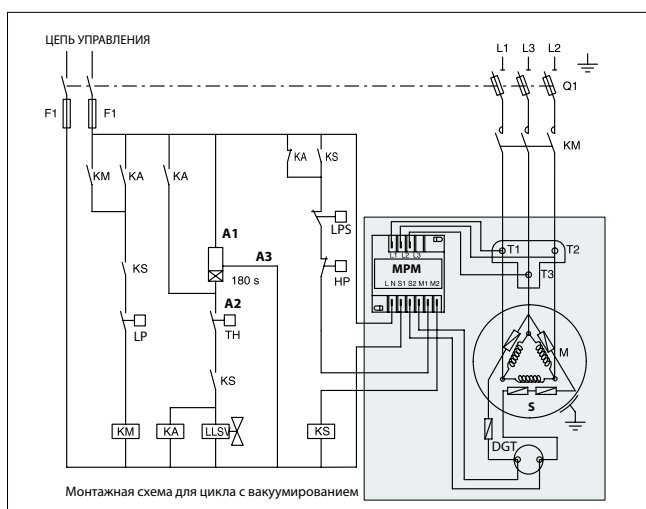 ЦЕПЬ УПРАВЛЕНИЯ
L1 L3 L2
F1 F1 Q1
KM KA KA KA KS KM
LPS
A1
A3
180 s
KS
HP
A2
LP TH
KS
KM KA LLSV KS
L1 L2 L3
MPM
L N S1 S2 M1 M2
T1 T2
T3
M
S
DGT
Монтажная схема для цикла с вакуумированием